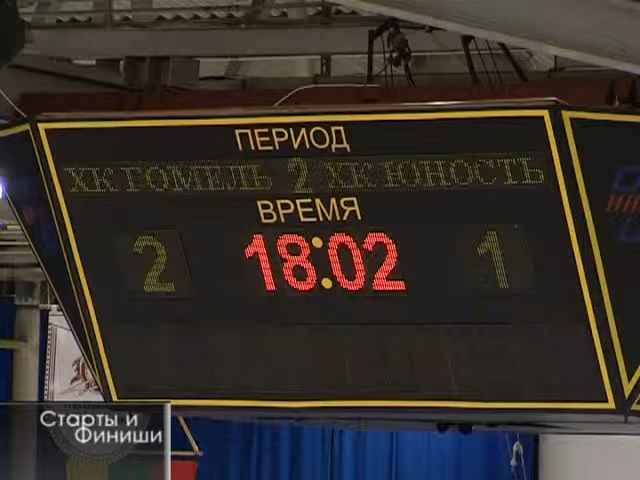 ПЕРИОД
ХК ГОМЕЛЬ 2 ХК ЮНОСТЬ
ВРЕМЯ
2 18:02 1
Старты и
Финиши